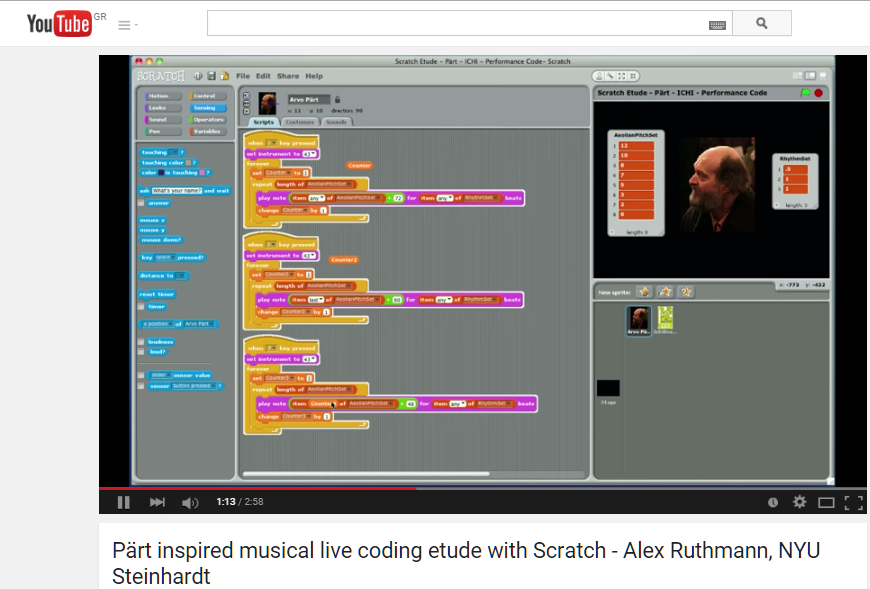 YouTube GR
Scratch Etude - Pärt - ICHI - Performance Code- Scratch
SCRATCH File Edit Share Help
Motion Control
Looks Sensing
Sound Operators
Pen Variables
Arvo Pärt
x: 11 y: 10 direction: 90
Scripts Costumes Sounds
touching ?
touching color ?
color is touching ?
ask What's your name? and wait
answer
mouse x
mouse y
mouse down?
key space pressed?
distance to
reset timer
timer
x position of Arvo Pärt
loudness
loud?
slider sensor value
sensor button pressed ?
when key pressed
set instrument to
forever
Counter
set Counter to 1
repeat length of AeolianPitchSet
play note item any of AeolianPitchSet + 72 for item any of RhythmSet beats
change Counter by 1
when key pressed
set instrument to
forever
Counter2
set Counter2 to 1
repeat length of AeolianPitchSet
play note item last of AeolianPitchSet + 60 for item any of RhythmSet beats
change Counter2 by 1
when key pressed
set instrument to
forever
set Counter3 to 1
repeat length of AeolianPitchSet
play note item Counter of AeolianPitchSet + 48 for item any of RhythmSet beats
change Counter3 by 1
Scratch Etude - Pärt - ICHI - Performance Code
AeolianPitchSet
1 12
2 10
3 8
4 7
5 5
6 3
7 2
8 0
length: 8
RhythmSet
1 .5
2 1
3 1
length: 3
x: -773 y: -432
New sprite:
Arvo Pä...
Stage
1:13 / 2:58
Pärt inspired musical live coding etude with Scratch - Alex Ruthmann, NYU
Steinhardt